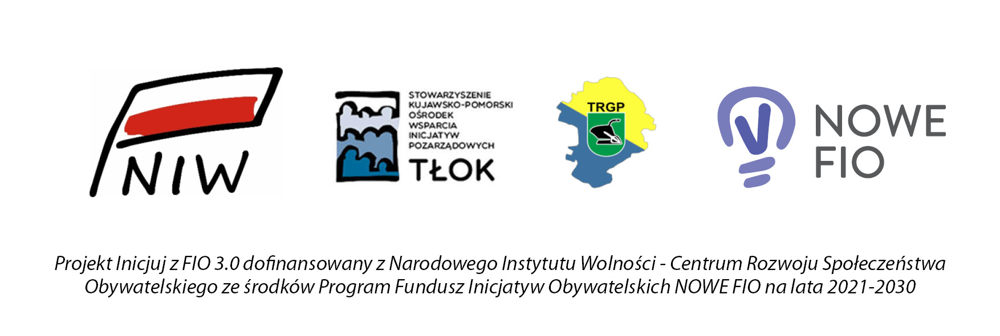 NIW
STOWARZYSZENIE
KUJAWSKO-POMORSKI
OŚRODEK
WSPARCIA
INICJATYW
POZARZĄDOWYCH
TŁOK
TRGP
NOWE
FIO
Projekt Inicjuj z FIO 3.0 dofinansowany z Narodowego Instytutu Wolności - Centrum Rozwoju Społeczeństwa
Obywatelskiego ze środków Program Fundusz Inicjatyw Obywatelskich NOWE FIO na lata 2021-2030